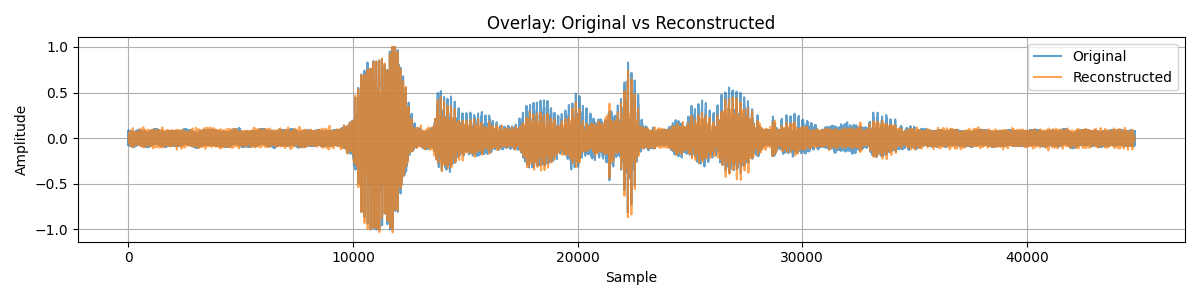 Overlay: Original vs Reconstructed
1.0
0.5
0.0
−0.5
−1.0
Amplitude
Original
Reconstructed
0 10000 20000 30000 40000
Sample